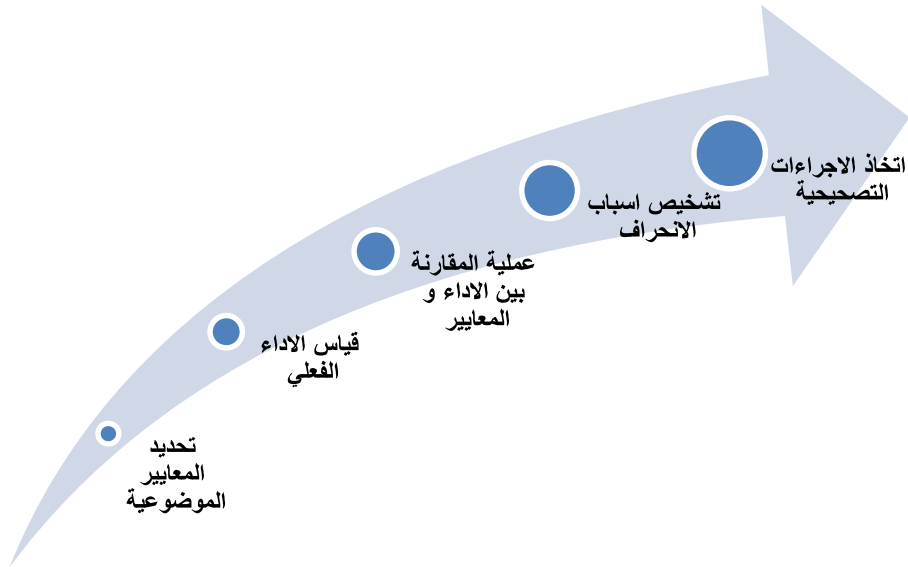 تحديد
المعايير
الموضوعية
قياس الاداء
الفعلي
عملية المقارنة
بين الاداء و
المعايير
تشخيص اسباب
الانحراف
اتخاذ الاجراءات
التصحيحية